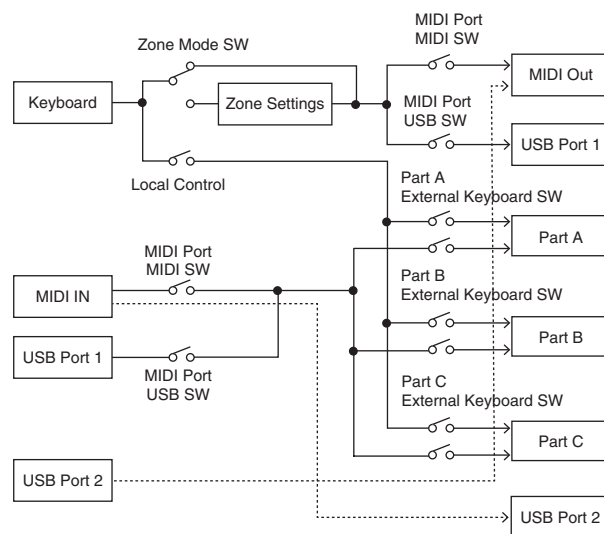 Zone Mode SW
MIDI Port
MIDI SW
Keyboard
Zone Settings
MIDI Out
MIDI Port
USB SW
USB Port 1
Local Control
Part A
External Keyboard SW
Part A
MIDI Port
MIDI SW
MIDI IN
Part B
External Keyboard SW
Part B
USB Port 1
MIDI Port
USB SW
Part C
External Keyboard SW
Part C
USB Port 2
USB Port 2